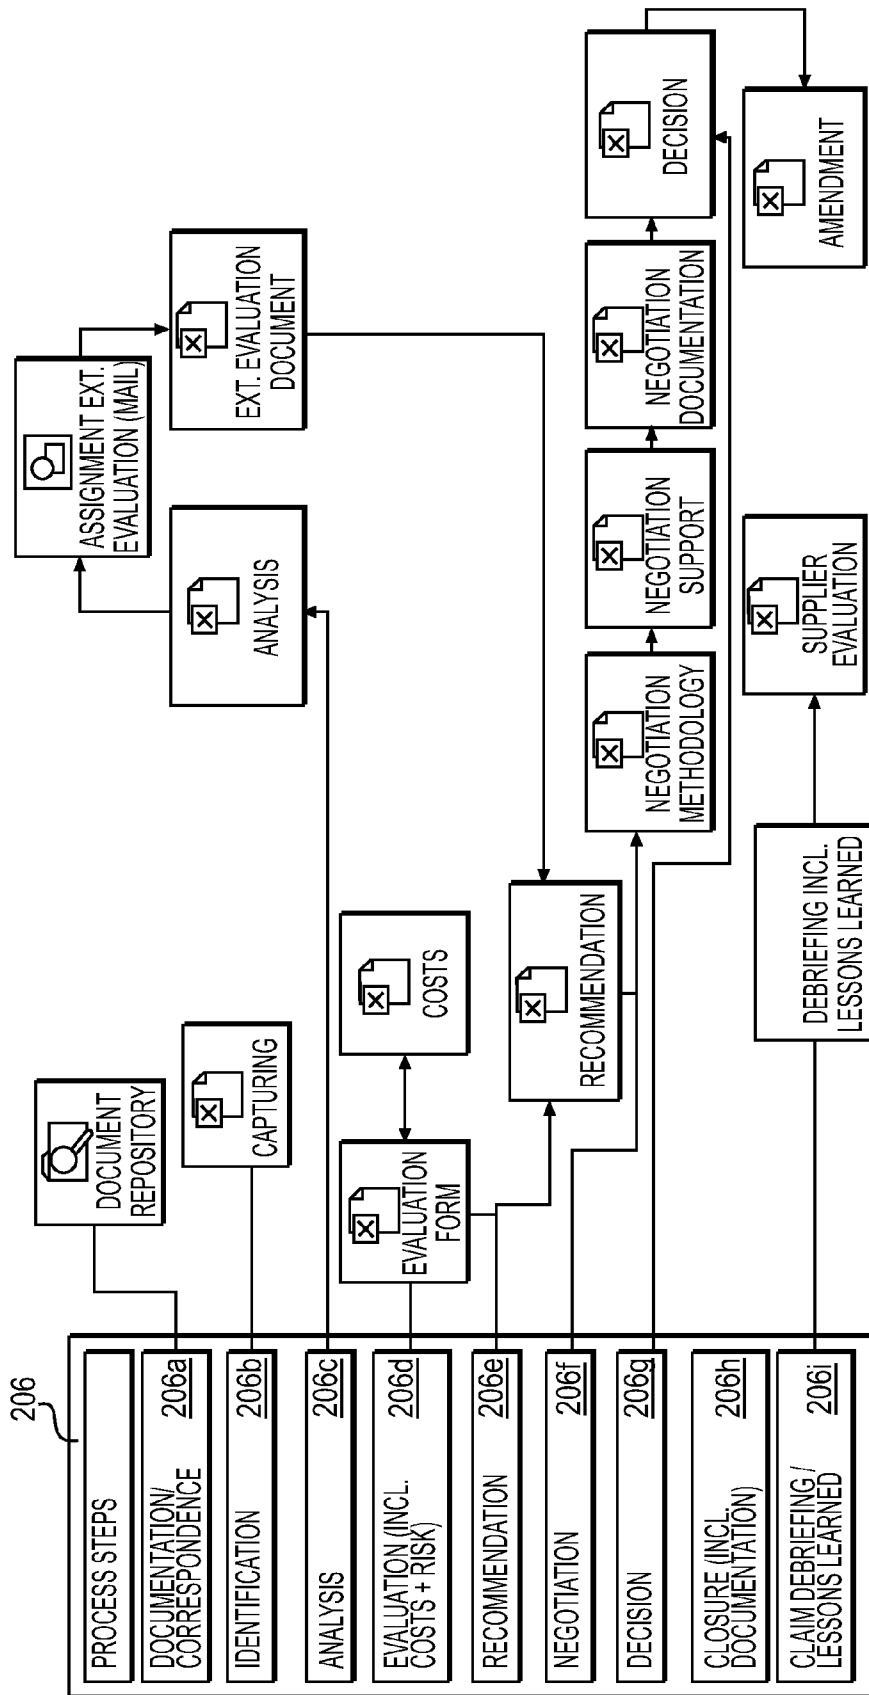 206
PROCESS STEPS
DOCUMENTATION/
CORRESPONDENCE
206a
IDENTIFICATION
206b
ANALYSIS
206c
EVALUATION (INCL.
COSTS + RISK)
206d
RECOMMENDATION
206e
NEGOTIATION
206f
DECISION
206g
CLOSURE (INCL.
DOCUMENTATION)
206h
CLAIM DEBRIEFING /
LESSONS LEARNED
206i
DOCUMENT
REPOSITORY
CAPTURING
EVALUATION
FORM
COSTS
ANALYSIS
ASSIGNMENT EXT.
EVALUATION (MAIL)
EXT. EVALUATION
DOCUMENT
RECOMMENDATION
NEGOTIATION
METHODOLOGY
NEGOTIATION
SUPPORT
NEGOTIATION
DOCUMENTATION
DECISION
AMENDMENT
DEBRIEFING INCL.
LESSONS LEARNED
SUPPLIER
EVALUATION